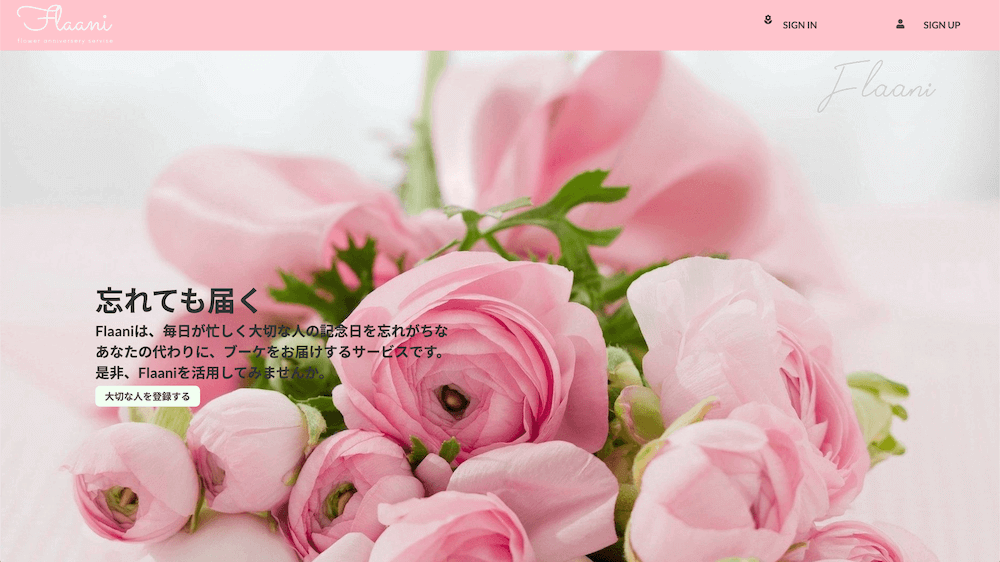 Flaani
flower anniversary service
SIGN IN
SIGN UP
Flaani
忘れても届く
Flaaniは、毎日が忙しく大切な人の記念日を忘れがちな
あなたの代わりに、ブーケをお届けするサービスです。
是非、Flaaniを活用してみませんか。
大切な人を登録する